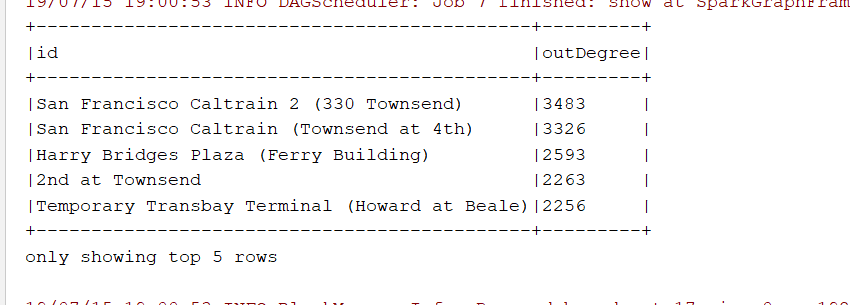 19/07/15 19:00:53 INFO DAGScheduler: Job 7 finished: show at SparkGraphFram
+-----------------------------------------------+---------+
|id                                             |outDegree|
+-----------------------------------------------+---------+
|San Francisco Caltrain 2 (330 Townsend)        |3483     |
|San Francisco Caltrain (Townsend at 4th)       |3326     |
|Harry Bridges Plaza (Ferry Building)           |2593     |
|2nd at Townsend                                |2263     |
|Temporary Transbay Terminal (Howard at Beale)|2256     |
+-----------------------------------------------+---------+
only showing top 5 rows